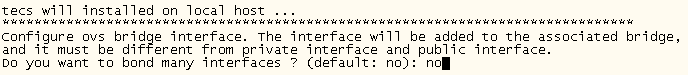 tecs will installed on local host ...
*******************************************************************************
Configure ovs bridge interface. The interface will be added to the associated bridge,
and it must be different from private interface and public interface.
Do you want to bond many interfaces ? (default: no): no